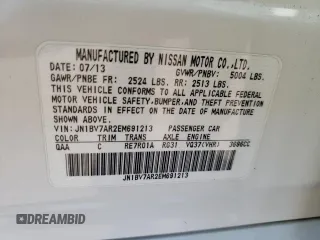 MANUFACTURED BY NISSAN MOTOR CO.,LTD.
DATE: 07/13 GVWR/PNBV: 5004 LBS.
GAWR/PNBE FR: 2524 LBS. RR: 2513 LBS.
THIS VEHICLE CONFORMS TO ALL APPLICABLE FEDERAL
MOTOR VEHICLE SAFETY,BUMPER,AND THEFT PREVENTION
STANDARDS IN EFFECT ON THE DATE OF MANUFACTURE
SHOWN ABOVE.
VIN: JN1BV7AR2EM691213 PASSENGER CAR
COLOR TRIM TRANS AXLE ENGINE
QAA C RE7R01A RG31 VQ37(VHR) 3696CC
JN1BV7AR2EM691213
DREAMBID